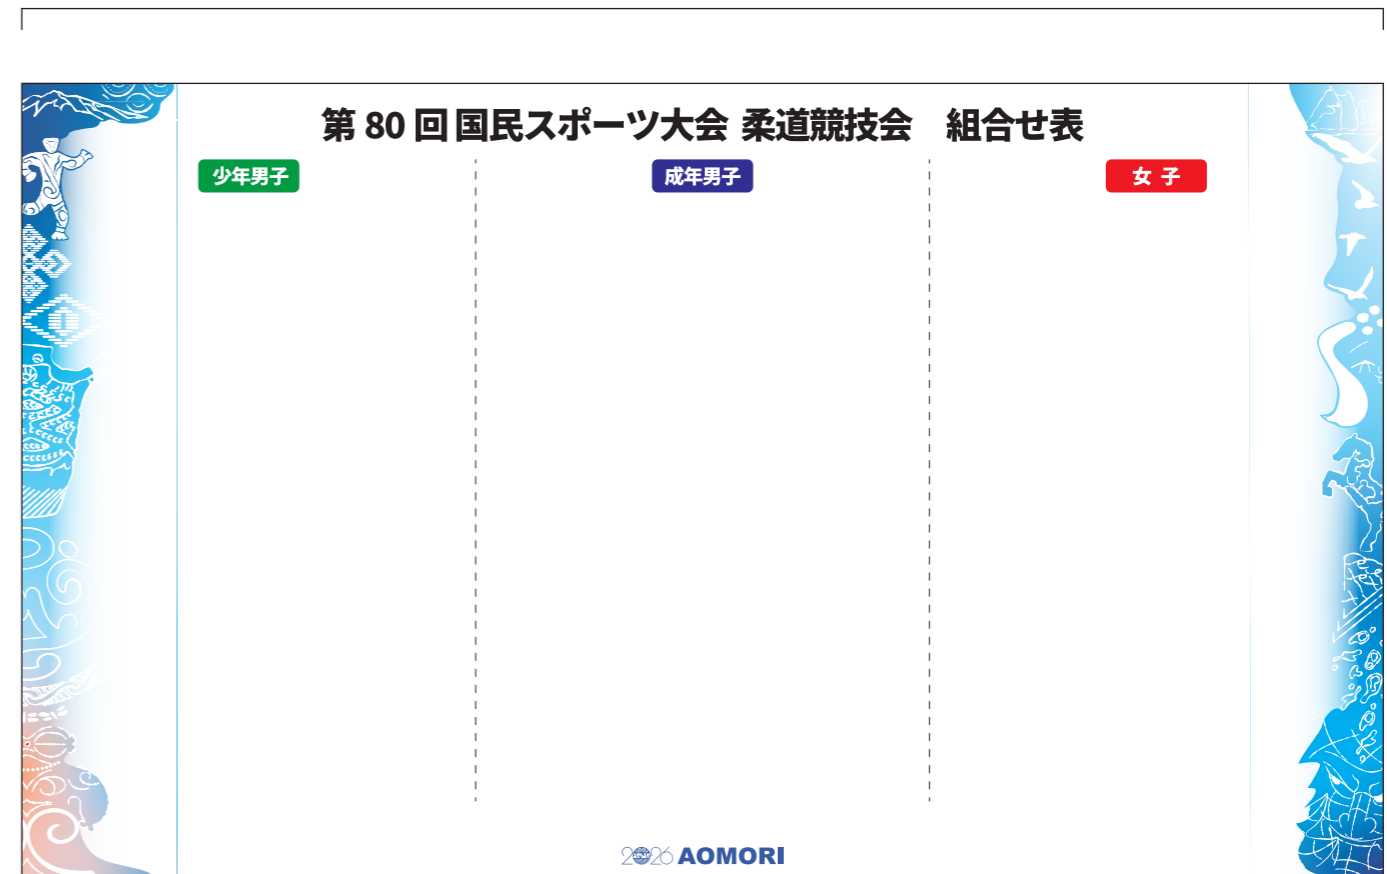 第 80 回 国民スポーツ大会 柔道競技会　組合せ表
少年男子
成年男子
女 子
2026 AOMORI